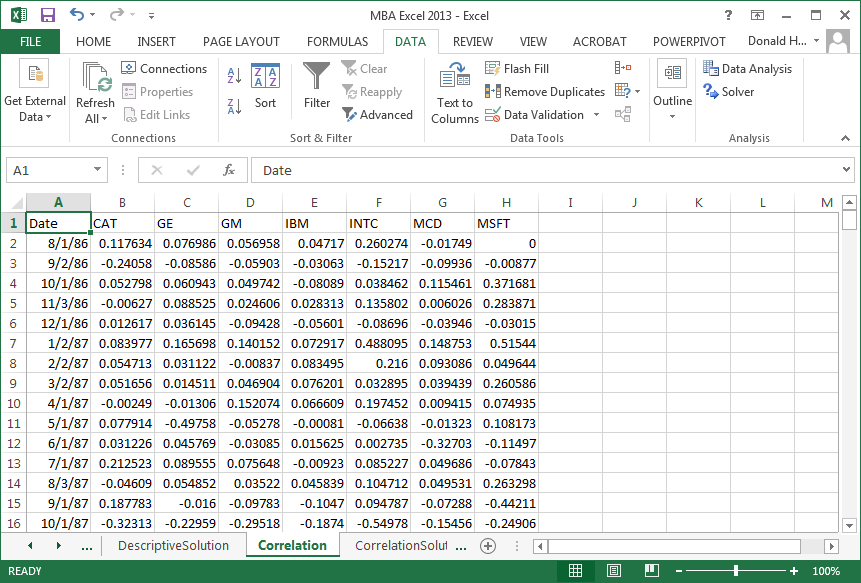 MBA Excel 2013 - Excel
FILE HOME INSERT PAGE LAYOUT FORMULAS DATA REVIEW VIEW ACROBAT POWERPIVOT Donald H...
Get External Data
Refresh All
Connections
Properties
Edit Links
Connections
Sort
Filter
Clear
Reapply
Advanced
Sort & Filter
Text to Columns
Flash Fill
Remove Duplicates
Data Validation
Data Tools
Outline
Data Analysis
Solver
Analysis
A1 fx Date
A B C D E F G H I J K L M
1 Date CAT GE GM IBM INTC MCD MSFT
2 8/1/86 0.117634 0.076986 0.056958 0.04717 0.260274 -0.01749 0
3 9/2/86 -0.24058 -0.08586 -0.05903 -0.03063 -0.15217 -0.09936 -0.00877
4 10/1/86 0.052798 0.060943 0.049742 -0.08089 0.038462 0.115461 0.371681
5 11/3/86 -0.00627 0.088525 0.024606 0.028313 0.135802 0.006026 0.283871
6 12/1/86 0.012617 0.036145 -0.09428 -0.05601 -0.08696 -0.03946 -0.03015
7 1/2/87 0.083977 0.165698 0.140152 0.072917 0.488095 0.148753 0.51544
8 2/2/87 0.054713 0.031122 -0.00837 0.083495 0.216 0.093086 0.049644
9 3/2/87 0.051656 0.014511 0.046904 0.076201 0.032895 0.039439 0.260586
10 4/1/87 -0.00249 -0.01306 0.152074 0.066609 0.197452 0.009415 0.074935
11 5/1/87 0.077914 -0.49758 -0.05278 -0.00081 -0.06638 -0.01323 0.108173
12 6/1/87 0.031226 0.045769 -0.03085 0.015625 0.002735 -0.32703 -0.11497
13 7/1/87 0.212523 0.089555 0.075648 -0.00923 0.085227 0.049686 -0.07843
14 8/3/87 -0.04609 0.054852 0.03522 0.045839 0.104712 0.049531 0.263298
15 9/1/87 0.187783 -0.016 -0.09783 -0.1047 0.094787 -0.07288 -0.44211
16 10/1/87 -0.32313 -0.22959 -0.29518 -0.1874 -0.54978 -0.15456 -0.24906
... DescriptiveSolution Correlation CorrelationSolut ...
READY 100%